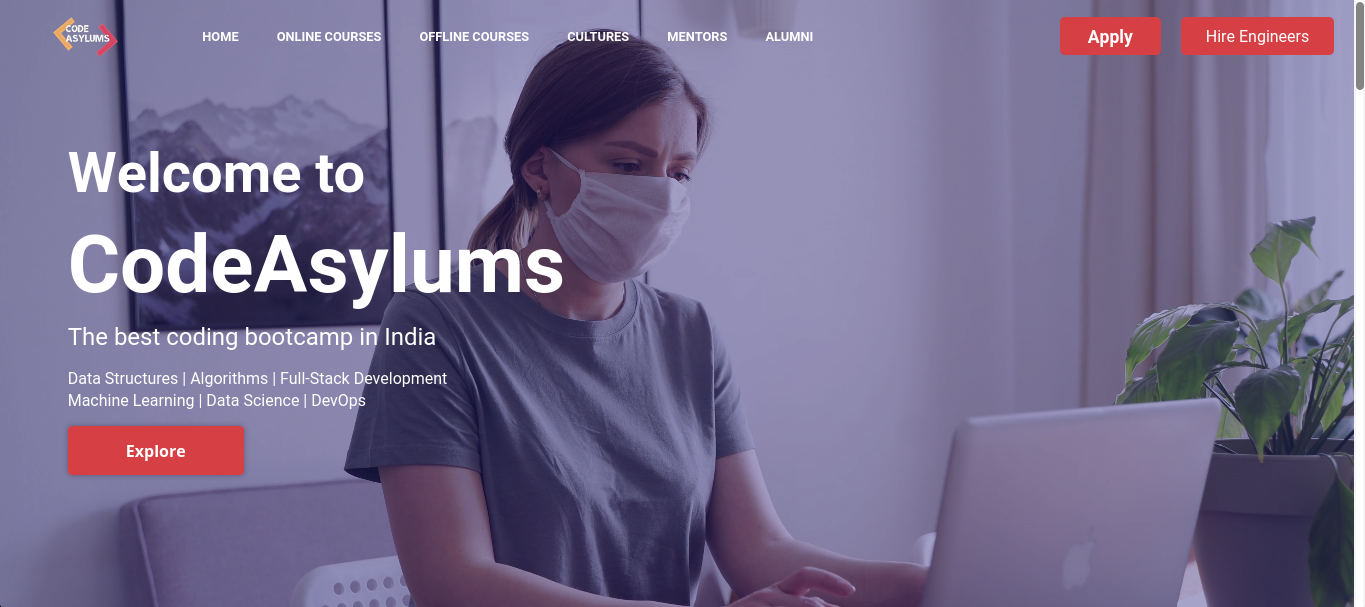 CODE
ASYLUMS
HOME
ONLINE COURSES
OFFLINE COURSES
CULTURES
MENTORS
ALUMNI
Apply
Hire Engineers
Welcome to
CodeAsylums
The best coding bootcamp in India
Data Structures | Algorithms | Full-Stack Development
Machine Learning | Data Science | DevOps
Explore